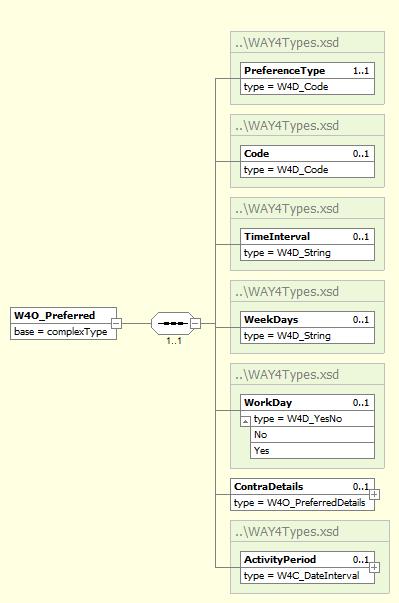 ..\WAY4Types.xsd
PreferenceType 1..1
type = W4D_Code
..\WAY4Types.xsd
Code 0..1
type = W4D_Code
..\WAY4Types.xsd
TimeInterval 0..1
type = W4D_String
..\WAY4Types.xsd
WeekDays 0..1
type = W4D_String
W4O_Preferred
base = complexType
1..1
..\WAY4Types.xsd
WorkDay 0..1
type = W4D_YesNo
No
Yes
ContraDetails 0..1
type = W4O_PreferredDetails
..\WAY4Types.xsd
ActivityPeriod 0..1
type = W4C_DateInterval